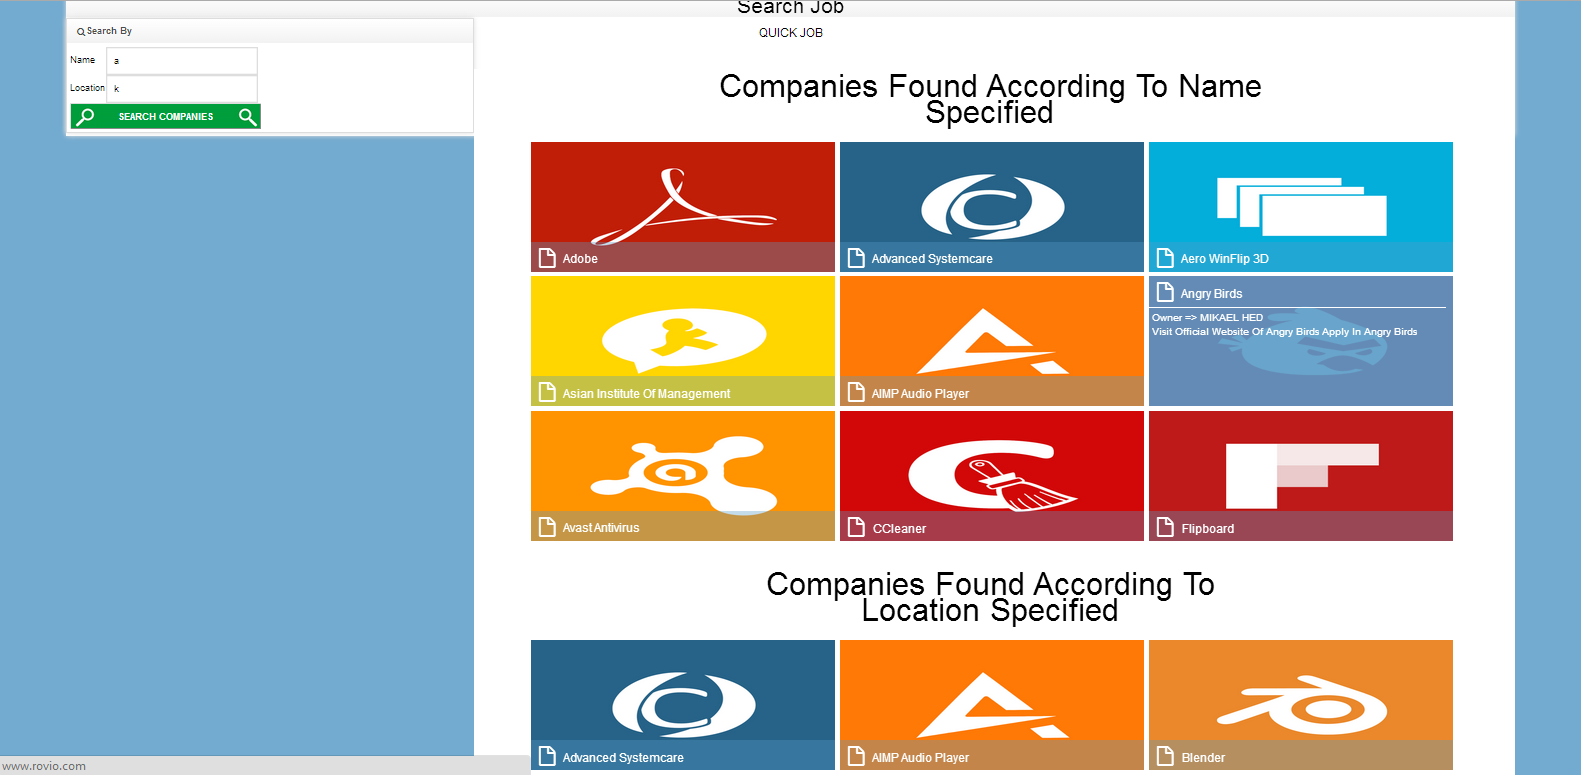 Search Job
Search By
QUICK JOB
Name
a
Location
k
SEARCH COMPANIES
Companies Found According To Name
Specified
Adobe
Advanced Systemcare
Aero WinFlip 3D
Asian Institute Of Management
AIMP Audio Player
Angry Birds
Owner => MIKAEL HED
Visit Official Website Of Angry Birds Apply In Angry Birds
Avast Antivirus
CCleaner
Flipboard
Companies Found According To
Location Specified
Advanced Systemcare
AIMP Audio Player
Blender
www.rovio.com